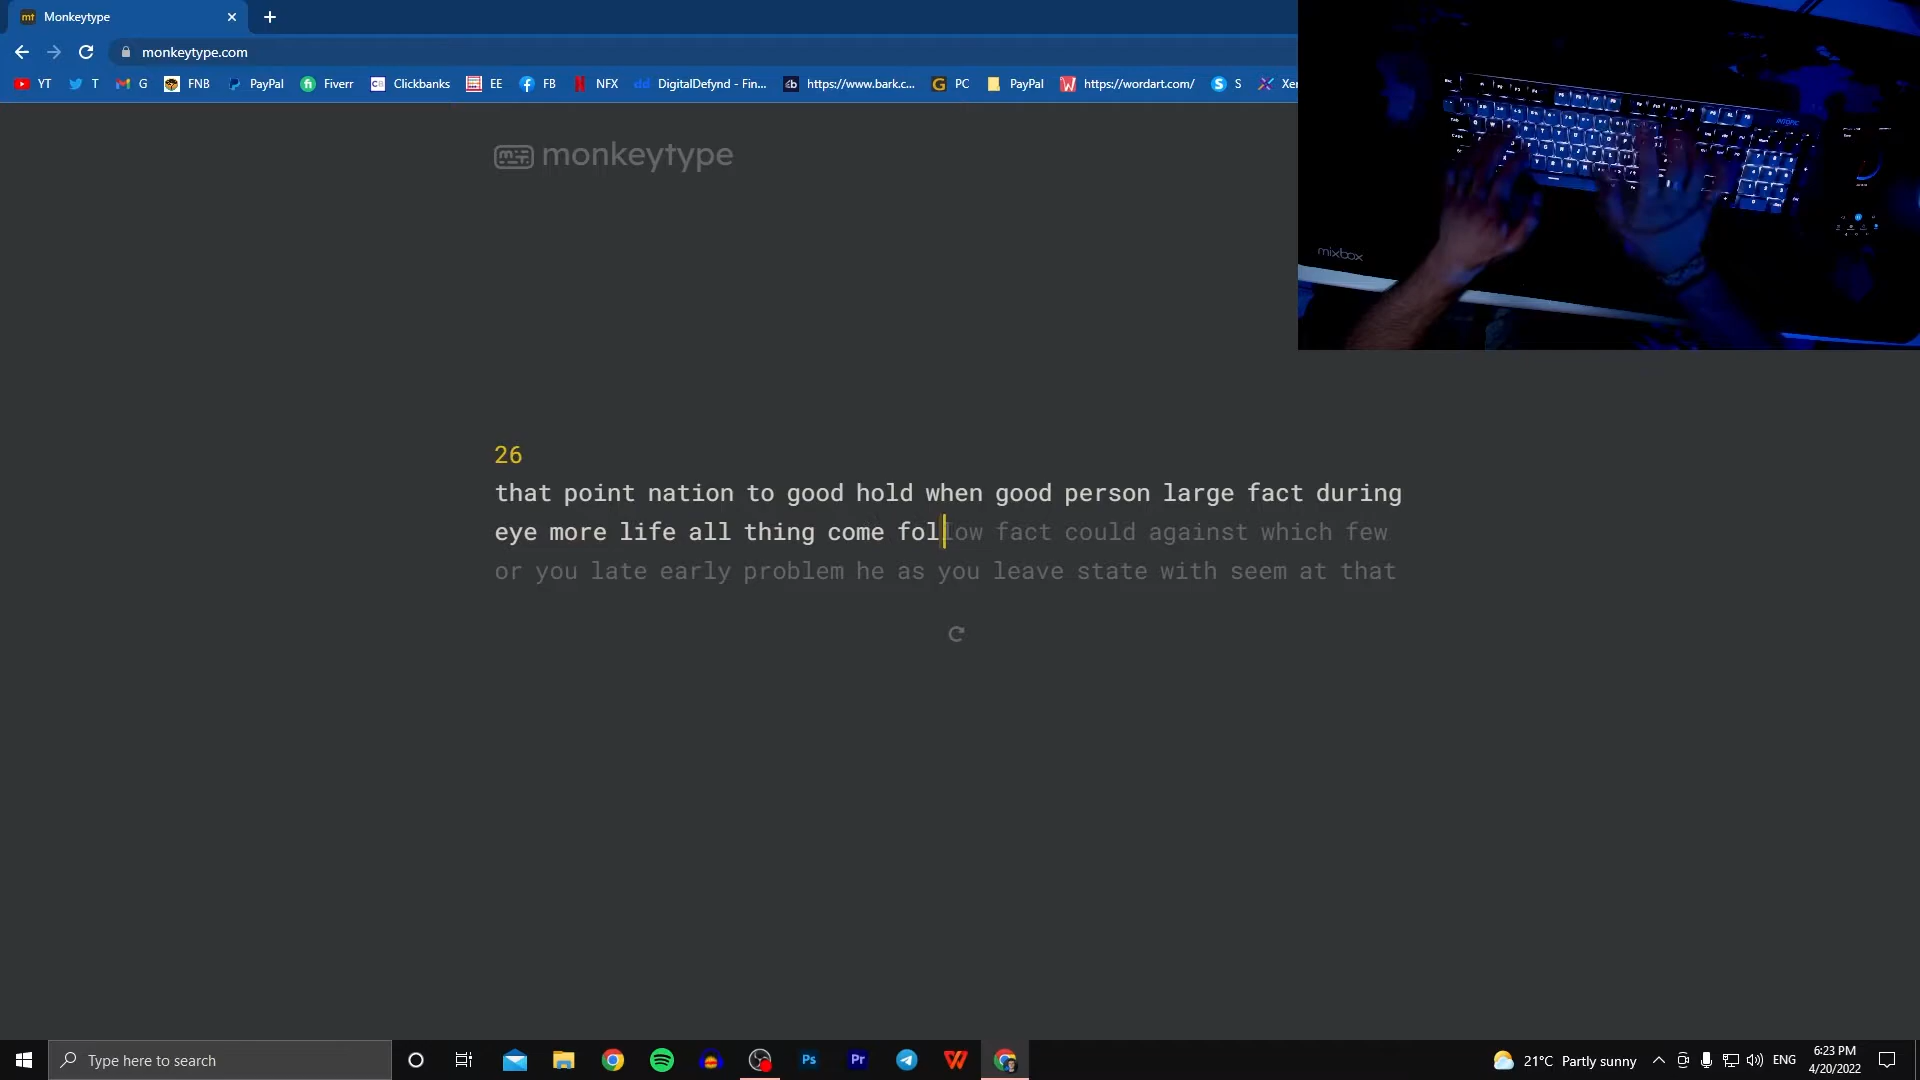 Monkeytype
monkeytype.com
YT T G FNB PayPal Fiverr Clickbanks EE FB NFX DigitalDefynd - Fin... https://www.bark.c... PC PayPal https://wordart.com/ S Xer
monkeytype
mixbox
26
that point nation to good hold when good person large fact during
eye more life all thing come follow fact could against which few
or you late early problem he as you leave state with seem at that
Type here to search
Ps Pr
21°C Partly sunny
ENG
6:23 PM
4/20/2022